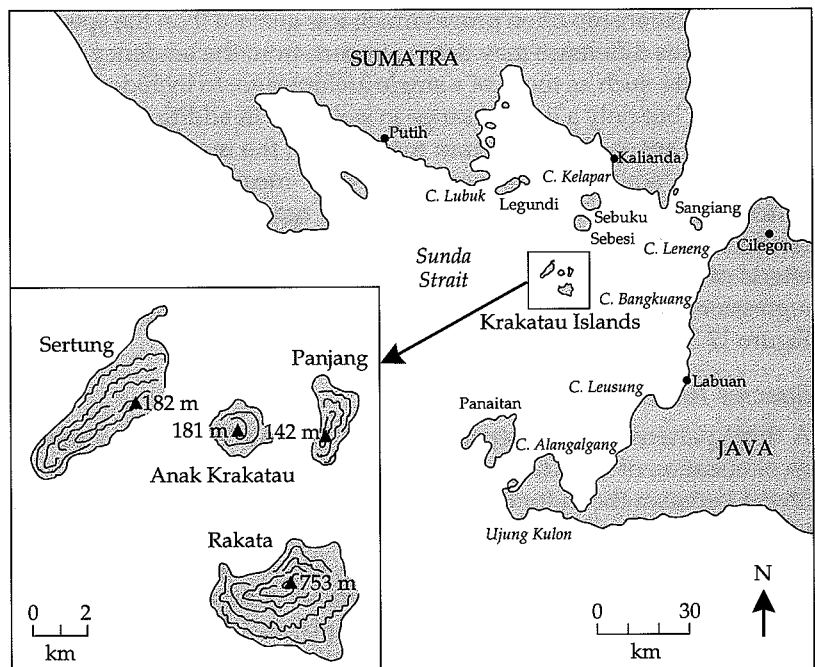 SUMATRA
Putih
Kalianda
C. Kelapar
C. Lubuk
Legundi
Sebuku
Sangiang
Sebesi
C. Leneng
Cilegon
Sunda
Strait
C. Bangkuang
Krakatau Islands
Labuan
C. Leusung
Panaitan
C. Alangalgang
JAVA
Ujung Kulon
N
0 30
km
Sertung
Panjang
182 m
181 m
142 m
Anak Krakatau
Rakata
753 m
0 2
km